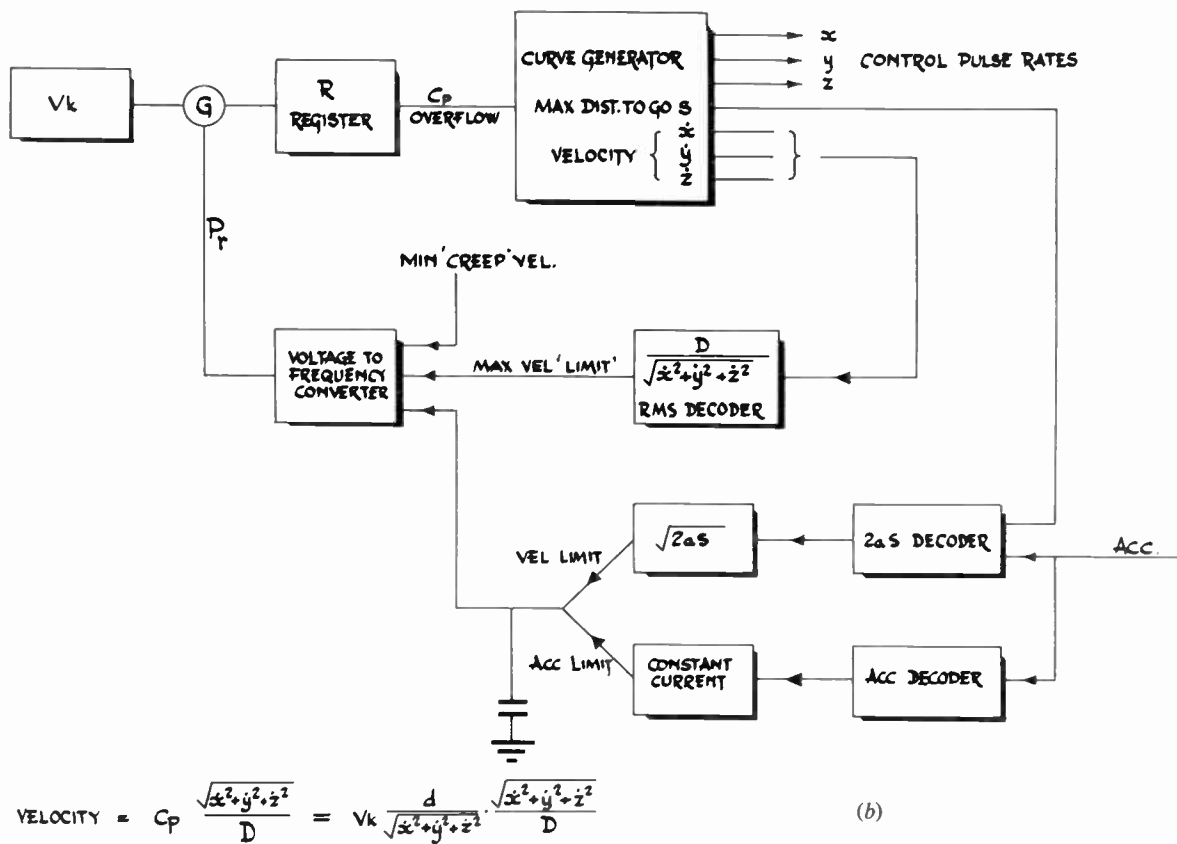 Vk
G
R
REGISTER
Cp
OVERFLOW
CURVE GENERATOR
MAX DIST. TO GO S
VELOCITY { ẋ ẏ ż }
x
y
z
CONTROL PULSE RATES
Pr
MIN 'CREEP' VEL.
VOLTAGE TO
FREQUENCY
CONVERTER
MAX VEL 'LIMIT'
D
√ẋ²+ẏ²+ż²
RMS DECODER
VEL LIMIT
√2aS
2aS DECODER
ACC.
ACC LIMIT
CONSTANT
CURRENT
ACC DECODER
VELOCITY = Cp √ẋ²+ẏ²+ż² / D = Vk d / √ẋ²+ẏ²+ż² · √ẋ²+ẏ²+ż² / D
(b)